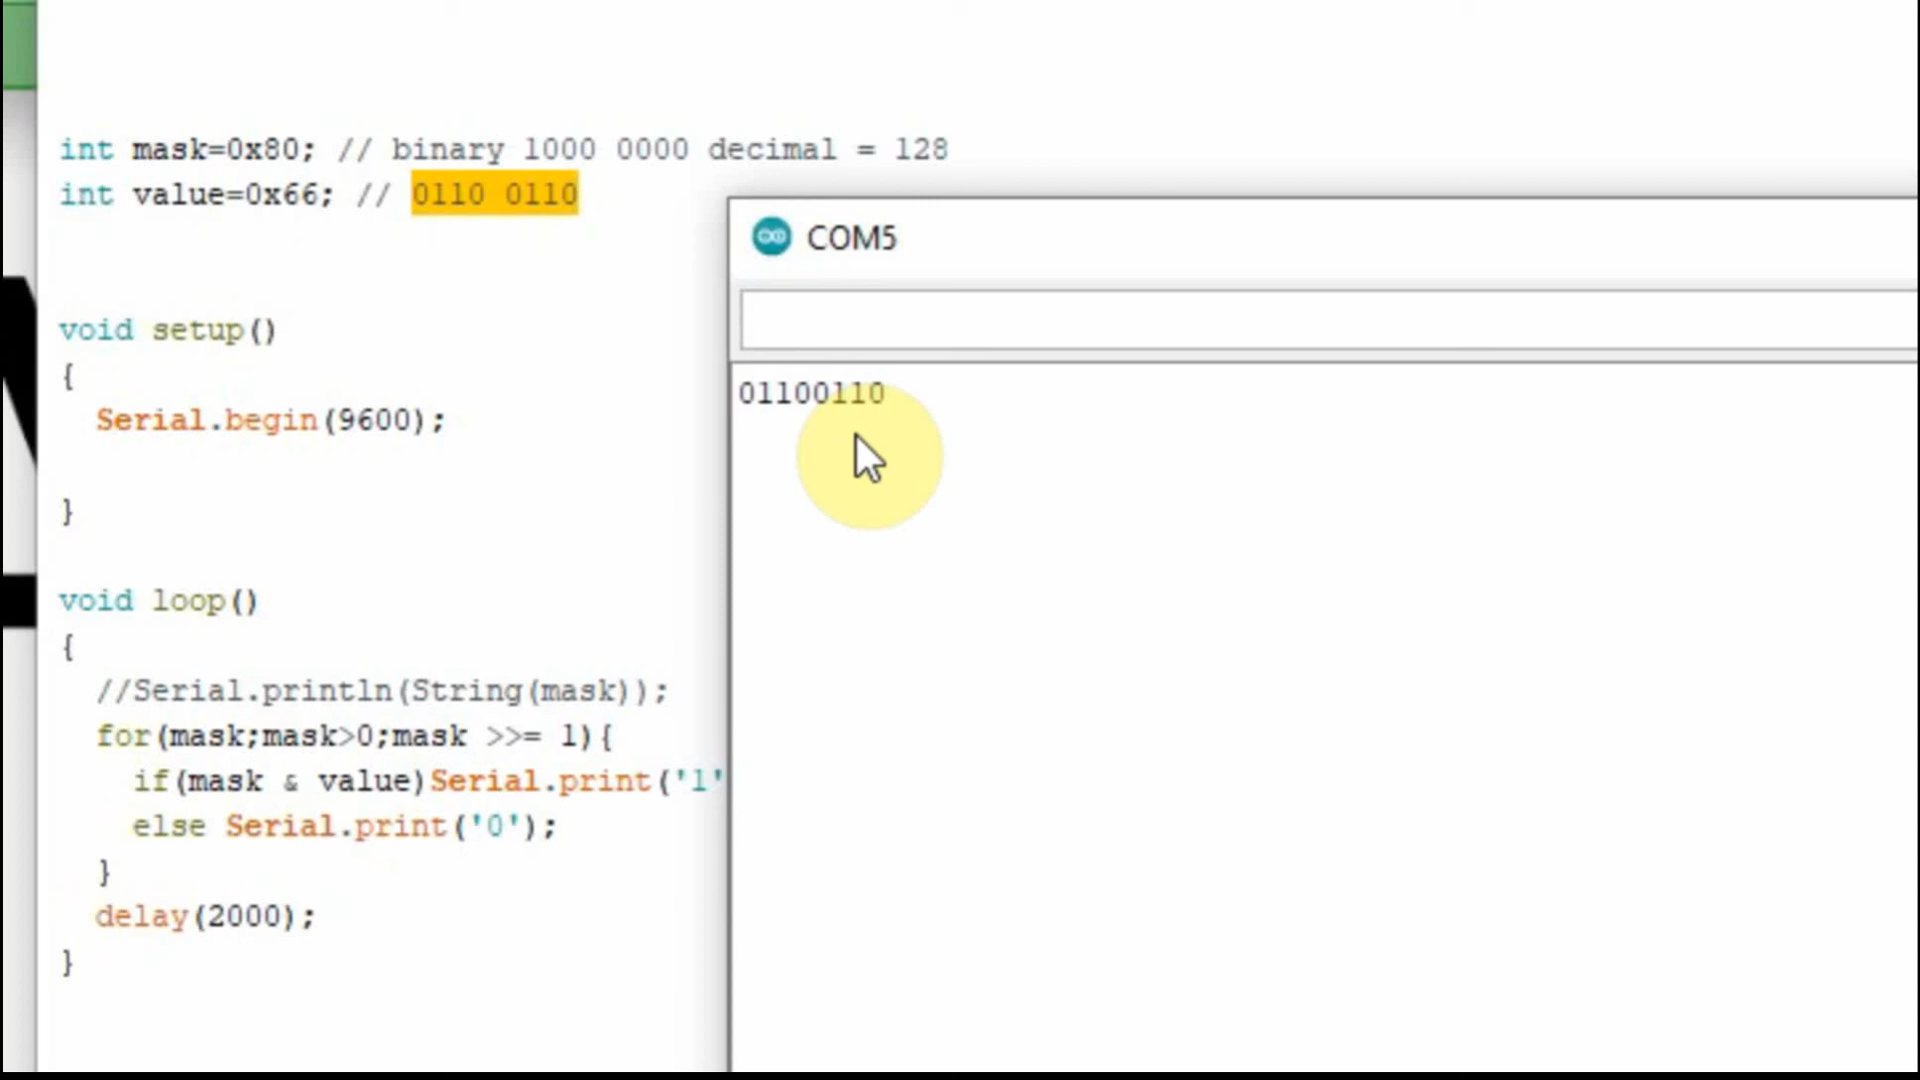 int mask=0x80; // binary 1000 0000 decimal = 128
int value=0x66; // 0110 0110
COM5
01100110
void setup()
{
Serial.begin(9600);
}
void loop()
{
//Serial.println(String(mask));
for(mask;mask>0;mask >>= 1){
if(mask & value)Serial.print('1'
else Serial.print('0');
}
delay(2000);
}